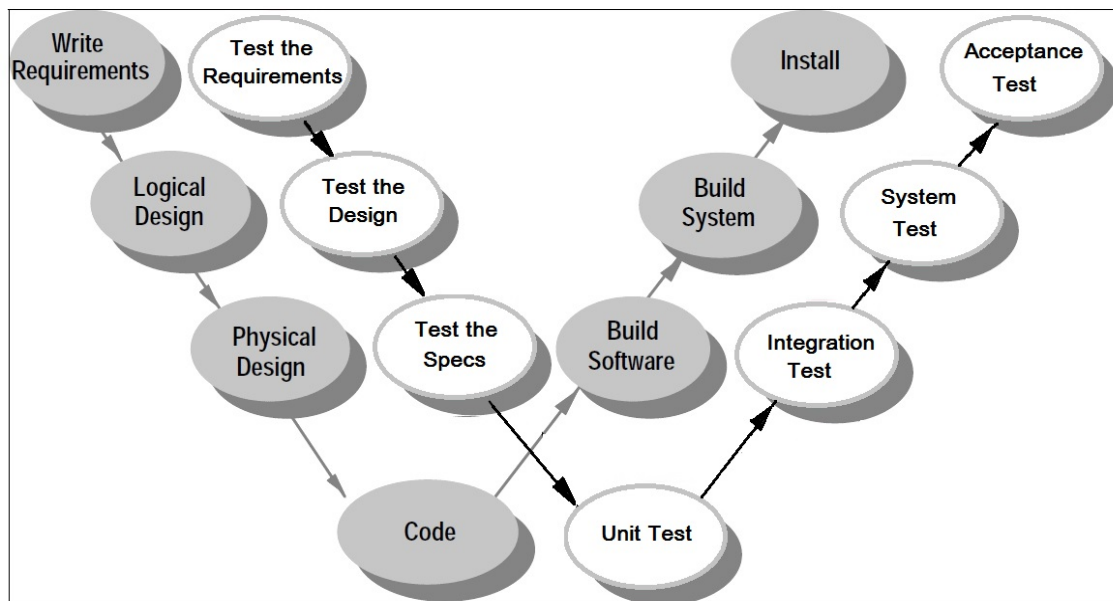 Write
Requirements
Test the
Requirements
Install
Acceptance
Test
Logical
Design
Test the
Design
Build
System
System
Test
Physical
Design
Test the
Specs
Build
Software
Integration
Test
Code
Unit Test